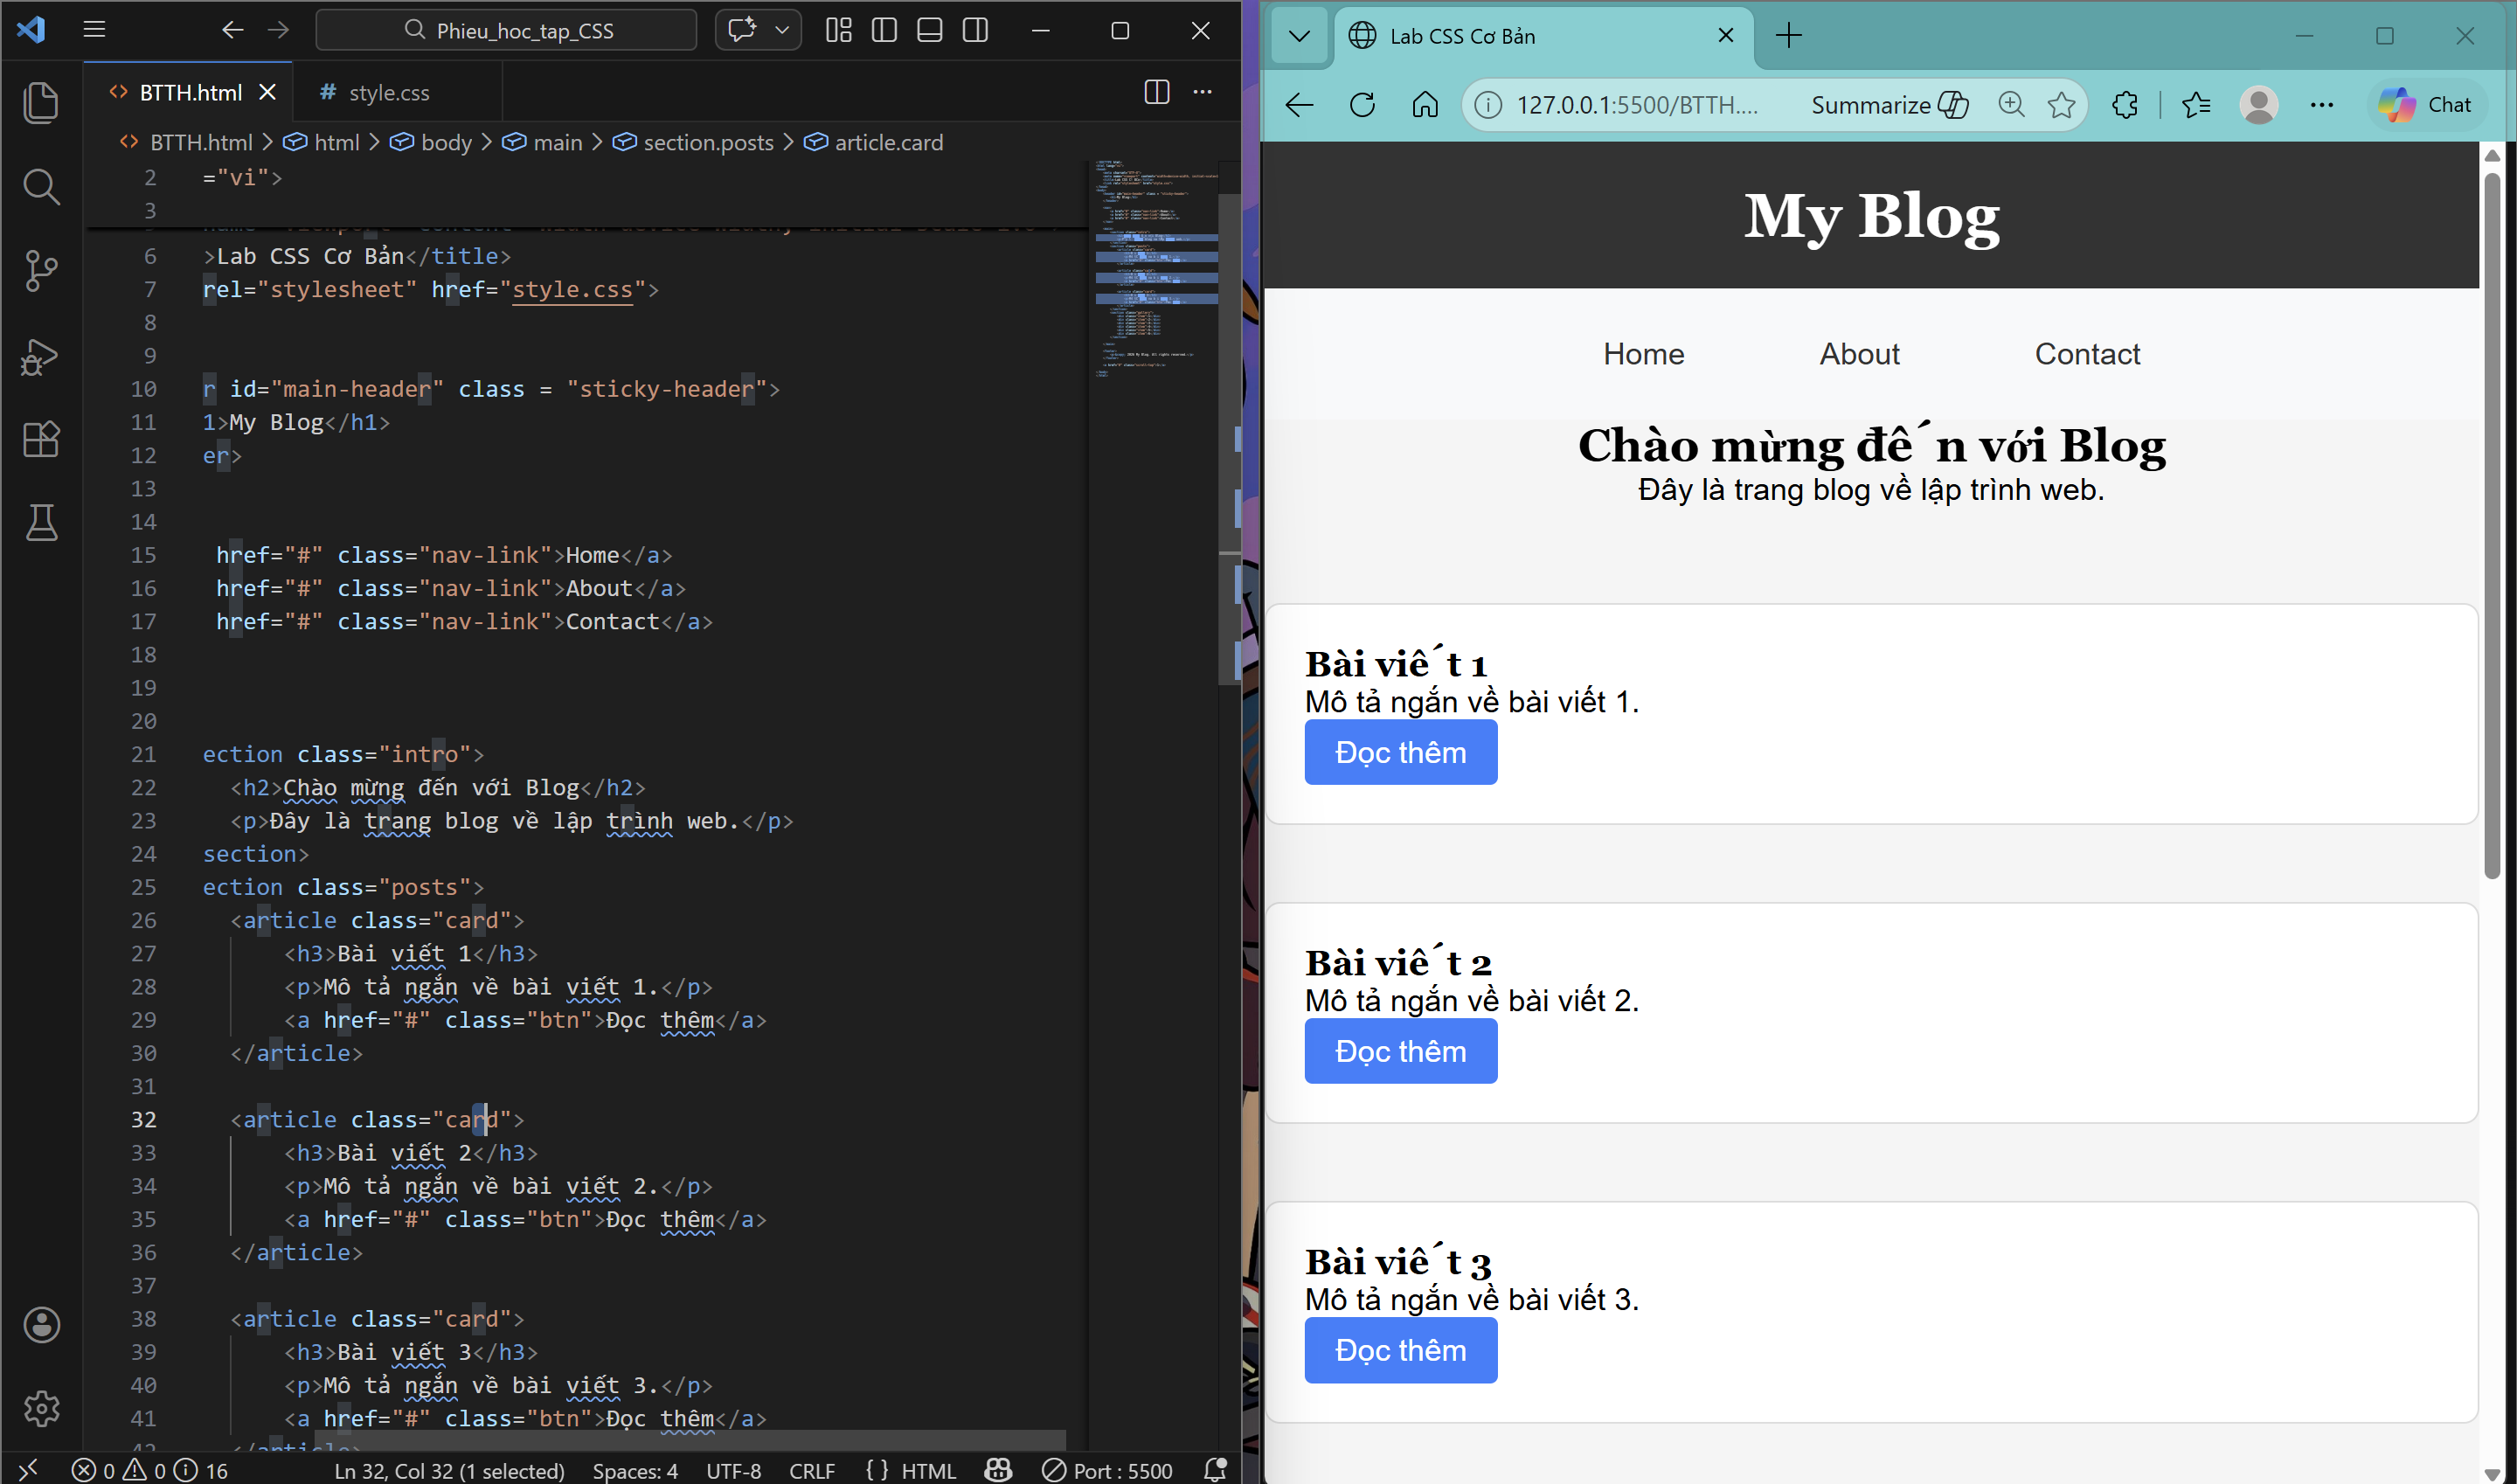 Phieu_hoc_tap_CSS
BTTH.html
# style.css
BTTH.html > html > body > main > section.posts > article.card
2 ="vi">
3
6 >Lab CSS Cơ Bản</title>
7 rel="stylesheet" href="style.css">
8
9
10 r id="main-header" class = "sticky-header">
11 1>My Blog</h1>
12 er>
13
14
15 href="#" class="nav-link">Home</a>
16 href="#" class="nav-link">About</a>
17 href="#" class="nav-link">Contact</a>
18
19
20
21 ection class="intro">
22 <h2>Chào mừng đến với Blog</h2>
23 <p>Đây là trang blog về lập trình web.</p>
24 section>
25 ection class="posts">
26 <article class="card">
27 <h3>Bài viết 1</h3>
28 <p>Mô tả ngắn về bài viết 1.</p>
29 <a href="#" class="btn">Đọc thêm</a>
30 </article>
31
32 <article class="card">
33 <h3>Bài viết 2</h3>
34 <p>Mô tả ngắn về bài viết 2.</p>
35 <a href="#" class="btn">Đọc thêm</a>
36 </article>
37
38 <article class="card">
39 <h3>Bài viết 3</h3>
40 <p>Mô tả ngắn về bài viết 3.</p>
41 <a href="#" class="btn">Đọc thêm</a>
42 </article>
0 0 16 Ln 32, Col 32 (1 selected) Spaces: 4 UTF-8 CRLF {} HTML Port : 5500
Lab CSS Cơ Bản
127.0.0.1:5500/BTTH.... Summarize Chat
My Blog
Home About Contact
Chào mừng đến với Blog
Đây là trang blog về lập trình web.
Bài viết 1
Mô tả ngắn về bài viết 1.
Đọc thêm
Bài viết 2
Mô tả ngắn về bài viết 2.
Đọc thêm
Bài viết 3
Mô tả ngắn về bài viết 3.
Đọc thêm